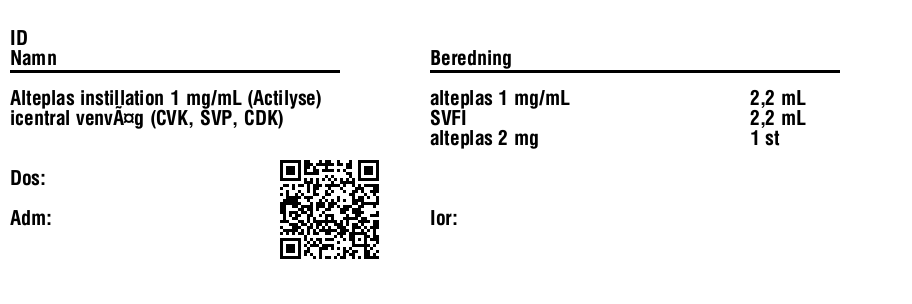 ID
Namn
Beredning
Alteplas instillation 1 mg/mL (Actilyse)
icentral venvÃ¤g (CVK, SVP, CDK)
alteplas 1 mg/mL 2,2 mL
SVFI 2,2 mL
alteplas 2 mg 1 st
Dos:
Adm:
Ior: